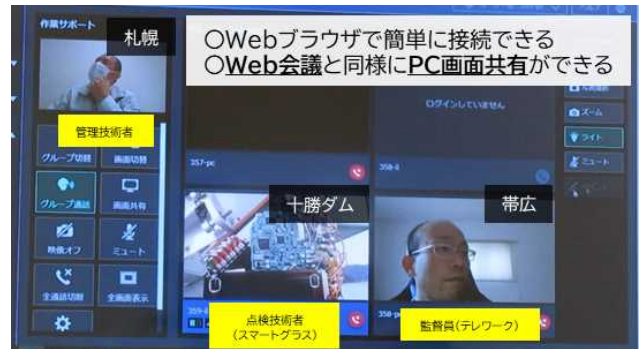 作業サポート
札幌
○Webブラウザで簡単に接続できる
○Web会議と同様にPC画面共有ができる
管理技術者
ログインしていません
ズーム
ライト
ミュート
グループ切替
画面切替
357-pc
358-il
グループ通話
画面共有
十勝ダム
帯広
映像オフ
ミュート
全通話切断
全画面表示
点検技術者
(スマートグラス)
監督員(テレワーク)